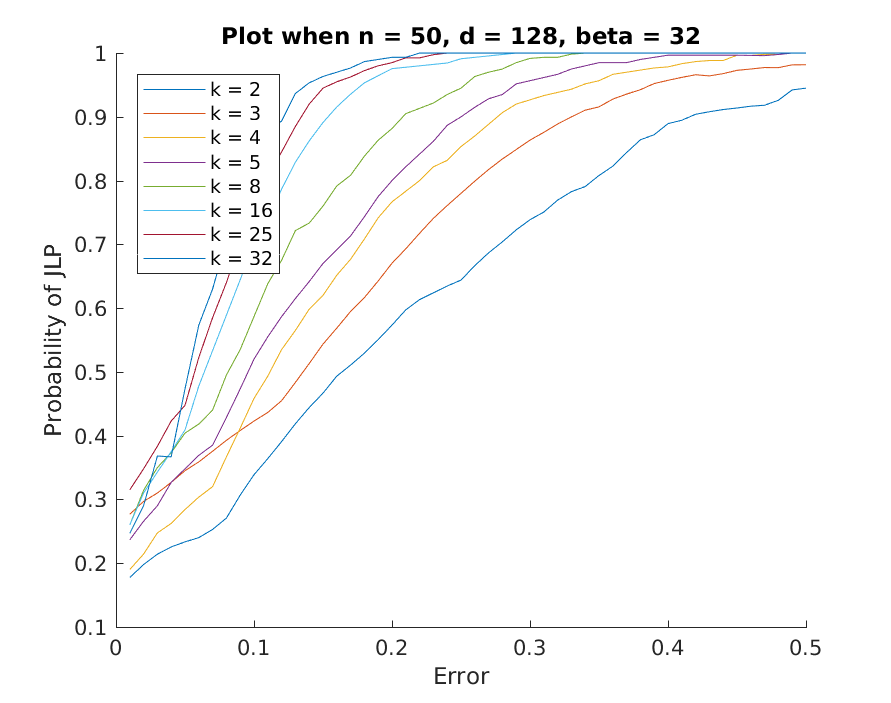 Plot when n = 50, d = 128, beta = 32
1
0.9
0.8
0.7
0.6
0.5
0.4
0.3
0.2
0.1
Probability of JLP
k = 2
k = 3
k = 4
k = 5
k = 8
k = 16
k = 25
k = 32
0 0.1 0.2 0.3 0.4 0.5
Error